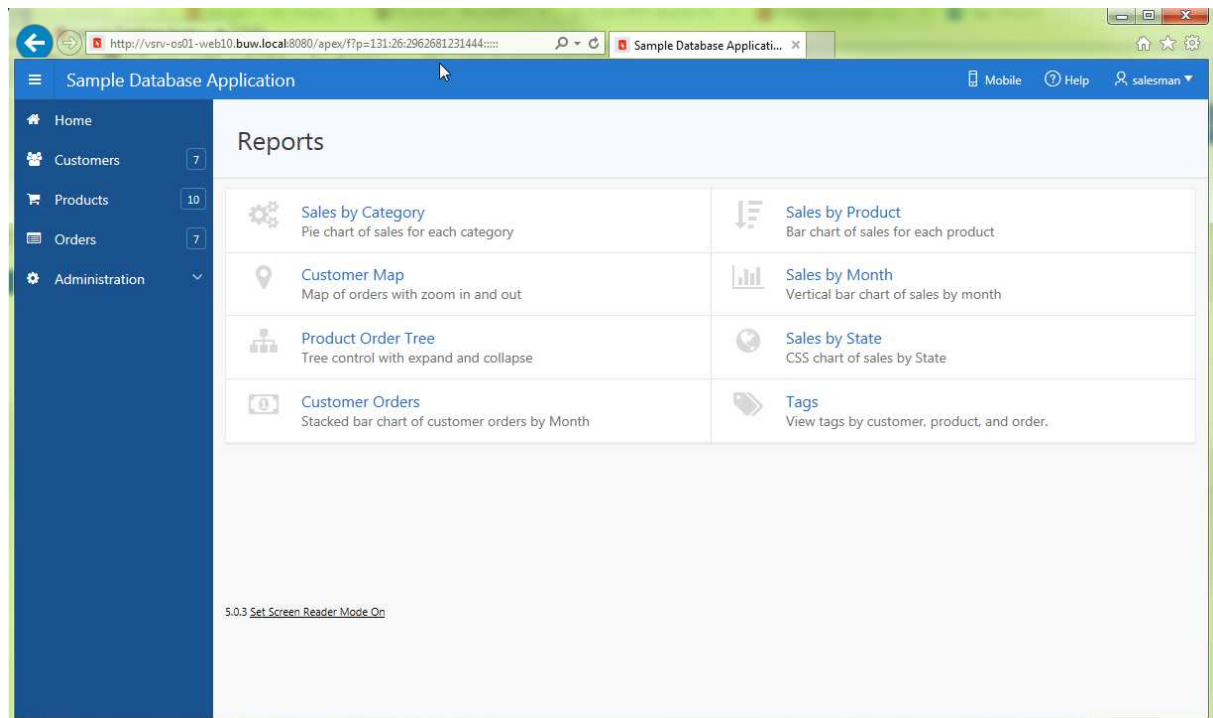 http://vsrv-os01-web10.buw.local:8080/apex/f?p=131:26:2962681231444:::::
Sample Database Applicati...
Sample Database Application
Mobile
Help
salesman
Home
Customers 7
Products 10
Orders 7
Administration
Reports
Sales by Category
Pie chart of sales for each category
Sales by Product
Bar chart of sales for each product
Customer Map
Map of orders with zoom in and out
Sales by Month
Vertical bar chart of sales by month
Product Order Tree
Tree control with expand and collapse
Sales by State
CSS chart of sales by State
Customer Orders
Stacked bar chart of customer orders by Month
Tags
View tags by customer, product, and order.
5.0.3 Set Screen Reader Mode On